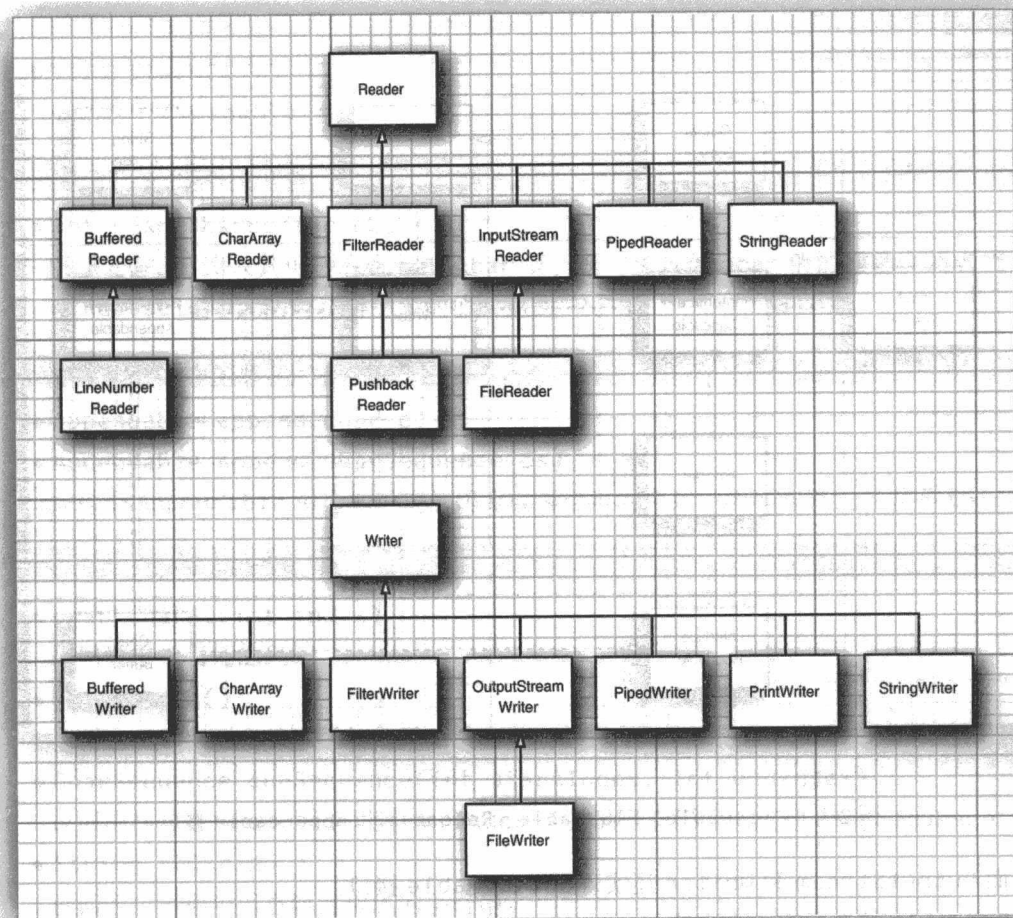 Reader
Buffered
Reader
CharArray
Reader
FilterReader
InputStream
Reader
PipedReader
StringReader
LineNumber
Reader
Pushback
Reader
FileReader
Writer
Buffered
Writer
CharArray
Writer
FilterWriter
OutputStream
Writer
PipedWriter
PrintWriter
StringWriter
FileWriter